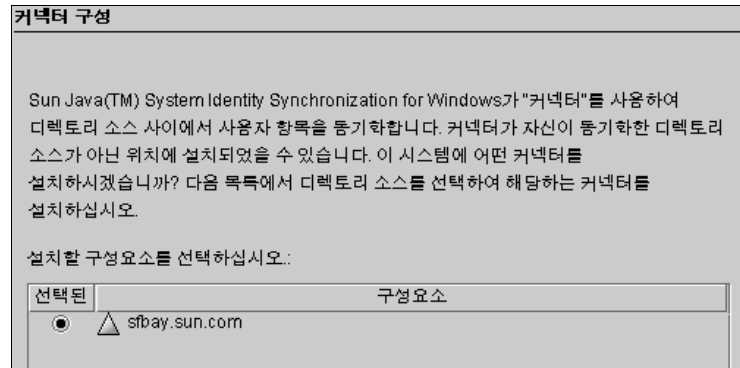 커넥터 구성
Sun Java(TM) System Identity Synchronization for Windows가 "커넥터"를 사용하여
디렉토리 소스 사이에서 사용자 항목을 동기화합니다. 커넥터가 자신이 동기화한 디렉토리
소스가 아닌 위치에 설치되었을 수 있습니다. 이 시스템에 어떤 커넥터를
설치하시겠습니까? 다음 목록에서 디렉토리 소스를 선택하여 해당하는 커넥터를
설치하십시오.
설치할 구성요소를 선택하십시오.:
선택된 구성요소
sfbay.sun.com